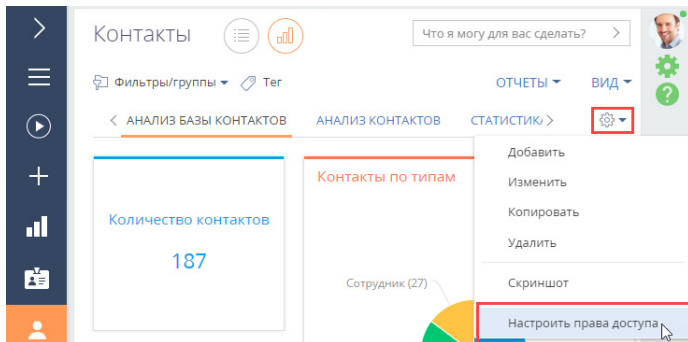 Контакты
Что я могу для вас сделать?
Фильтры/группы
Тег
ОТЧЕТЫ
ВИД
АНАЛИЗ БАЗЫ КОНТАКТОВ
АНАЛИЗ КОНТАКТОВ
СТАТИСТИК
Добавить
Изменить
Копировать
Удалить
Скриншот
Настроить права доступа
Количество контактов
187
Контакты по типам
Сотрудник (27)